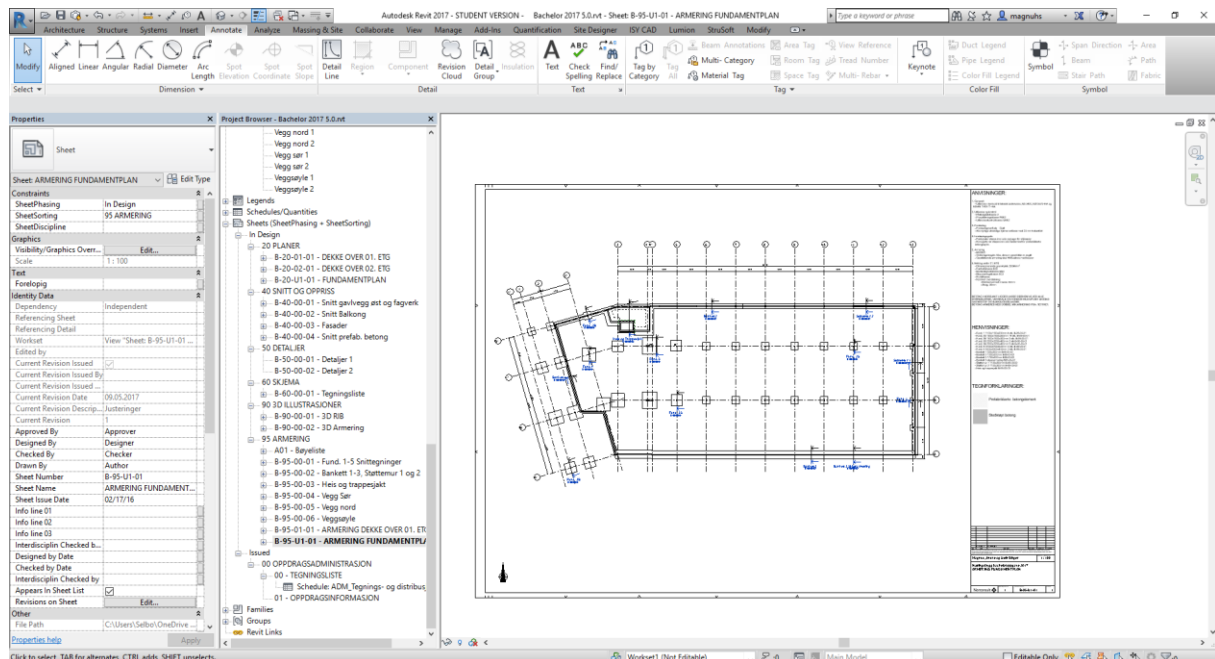 Autodesk Revit 2017 - STUDENT VERSION - Bachelor 2017 5.0.rvt - Sheet: B-95-U1-01 - ARMERING FUNDAMENTPLAN
Type a keyword or phrase
magnuhs
Architecture Structure Systems Insert Annotate Analyze Massing & Site Collaborate View Manage Add-Ins Quantification Site Designer ISY CAD Lumion StruSoft Modify
Modify Aligned Linear Angular Radial Diameter Arc Length Spot Elevation Spot Coordinate Spot Slope Detail Line Region Component Revision Cloud Detail Group Insulation Text Check Spelling Find/ Replace Tag by Category Tag All
Beam Annotations Area Tag View Reference
Multi- Category Room Tag Tread Number
Material Tag Space Tag Multi- Rebar
Keynote
Duct Legend
Pipe Legend
Color Fill Legend
Symbol
Span Direction Area
Beam Path
Stair Path Fabric
Select Dimension Detail Text Tag Color Fill Symbol
Properties
Sheet
Sheet: ARMERING FUNDAMENTPLAN Edit Type
Constraints
SheetPhasing In Design
SheetSorting 95 ARMERING
SheetDiscipline
Graphics
Visibility/Graphics Overr... Edit...
Scale 1 : 100
Text
Forelopig
Identity Data
Dependency Independent
Referencing Sheet
Referencing Detail
Workset View "Sheet: B-95-U1-01 ...
Edited by
Current Revision Issued
Current Revision Issued By
Current Revision Issued ...
Current Revision Date 09.05.2017
Current Revision Descrip... Justeringer
Current Revision 1
Approved By Approver
Designed By Designer
Checked By Checker
Drawn By Author
Sheet Number B-95-U1-01
Sheet Name ARMERING FUNDAMENT...
Sheet Issue Date 02/17/16
Info line 01
Info line 02
Info line 03
Interdisciplin Checked b...
Designed by Date
Checked by Date
Interdisciplin Checked by
Appears In Sheet List
Revisions on Sheet Edit...
Other
File Path C:\Users\Selbo\OneDrive ...
Properties help Apply
Project Browser - Bachelor 2017 5.0.rvt
Vegg nord 1
Vegg nord 2
Vegg sør 1
Vegg sør 2
Veggsøyle 1
Veggsøyle 2
Legends
Schedules/Quantities
Sheets (SheetPhasing + SheetSorting)
In Design
20 PLANER
B-20-01-01 - DEKKE OVER 01. ETG
B-20-02-01 - DEKKE OVER 02. ETG
B-20-U1-01 - FUNDAMENTPLAN
40 SNITT OG OPPRISS
B-40-00-01 - Snitt gavlvegg øst og fagverk
B-40-00-02 - Snitt Balkong
B-40-00-03 - Fasader
B-40-00-04 - Snitt prefab. betong
50 DETALJER
B-50-00-01 - Detaljer 1
B-50-00-02 - Detaljer 2
60 SKJEMA
B-60-00-01 - Tegningsliste
90 3D ILLUSTRASJONER
B-90-00-01 - 3D RIB
B-90-00-02 - 3D Armering
95 ARMERING
A01 - Bøyeliste
B-95-00-01 - Fund. 1-5 Snittegninger
B-95-00-02 - Bankett 1-3, Støttemur 1 og 2
B-95-00-03 - Heis og trappesjakt
B-95-00-04 - Vegg Sør
B-95-00-05 - Vegg nord
B-95-00-06 - Veggsøyle
B-95-01-01 - ARMERING DEKKE OVER 01. ET
B-95-U1-01 - ARMERING FUNDAMENTPL
Issued
00 OPPDRAGSADMINISTRASJON
00 - TEGNINGSLISTE
Schedule: ADM_Tegnings- og distribus
01 - OPPDRAGSINFORMASJON
Families
Groups
Revit Links
ANVISNINGER
HENVISNINGER
TEGNFORKLARINGER
Click to select, TAB for alternates, CTRL adds, SHIFT unselects.
Workset1 (Not Editable)
Main Model
Editable Only